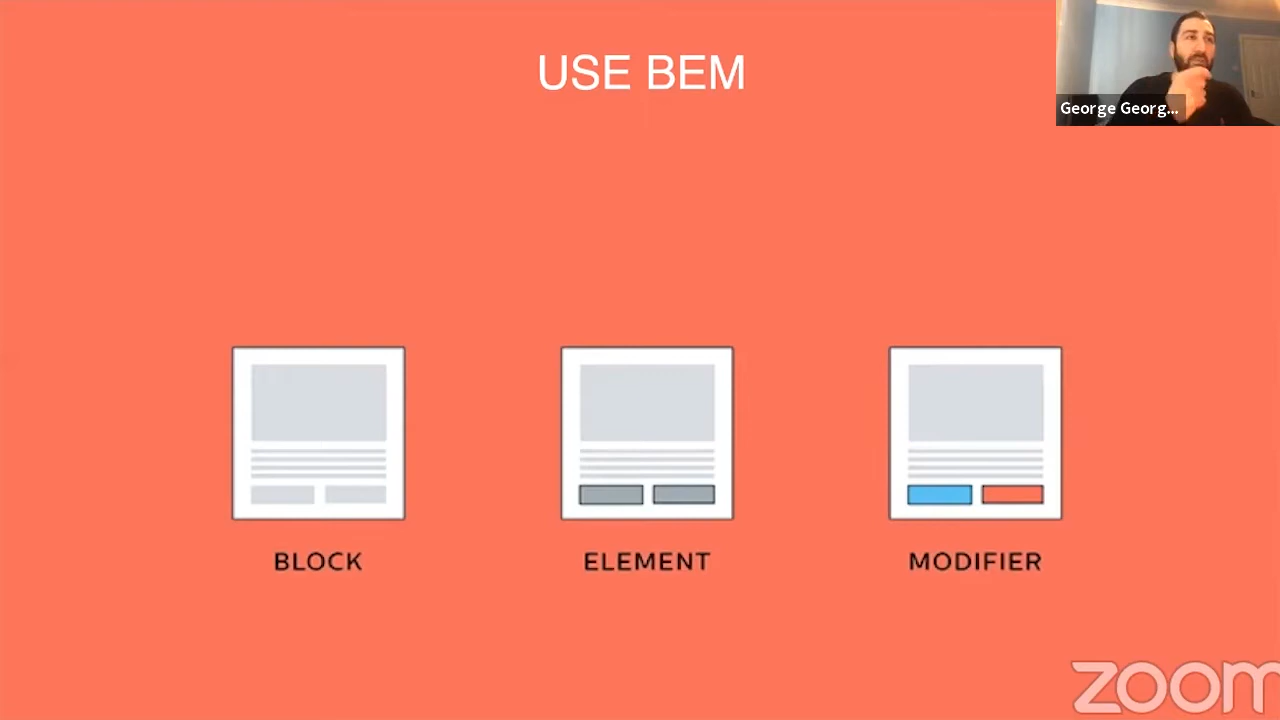 USE BEM
George Georg...
BLOCK
ELEMENT
MODIFIER
zoom